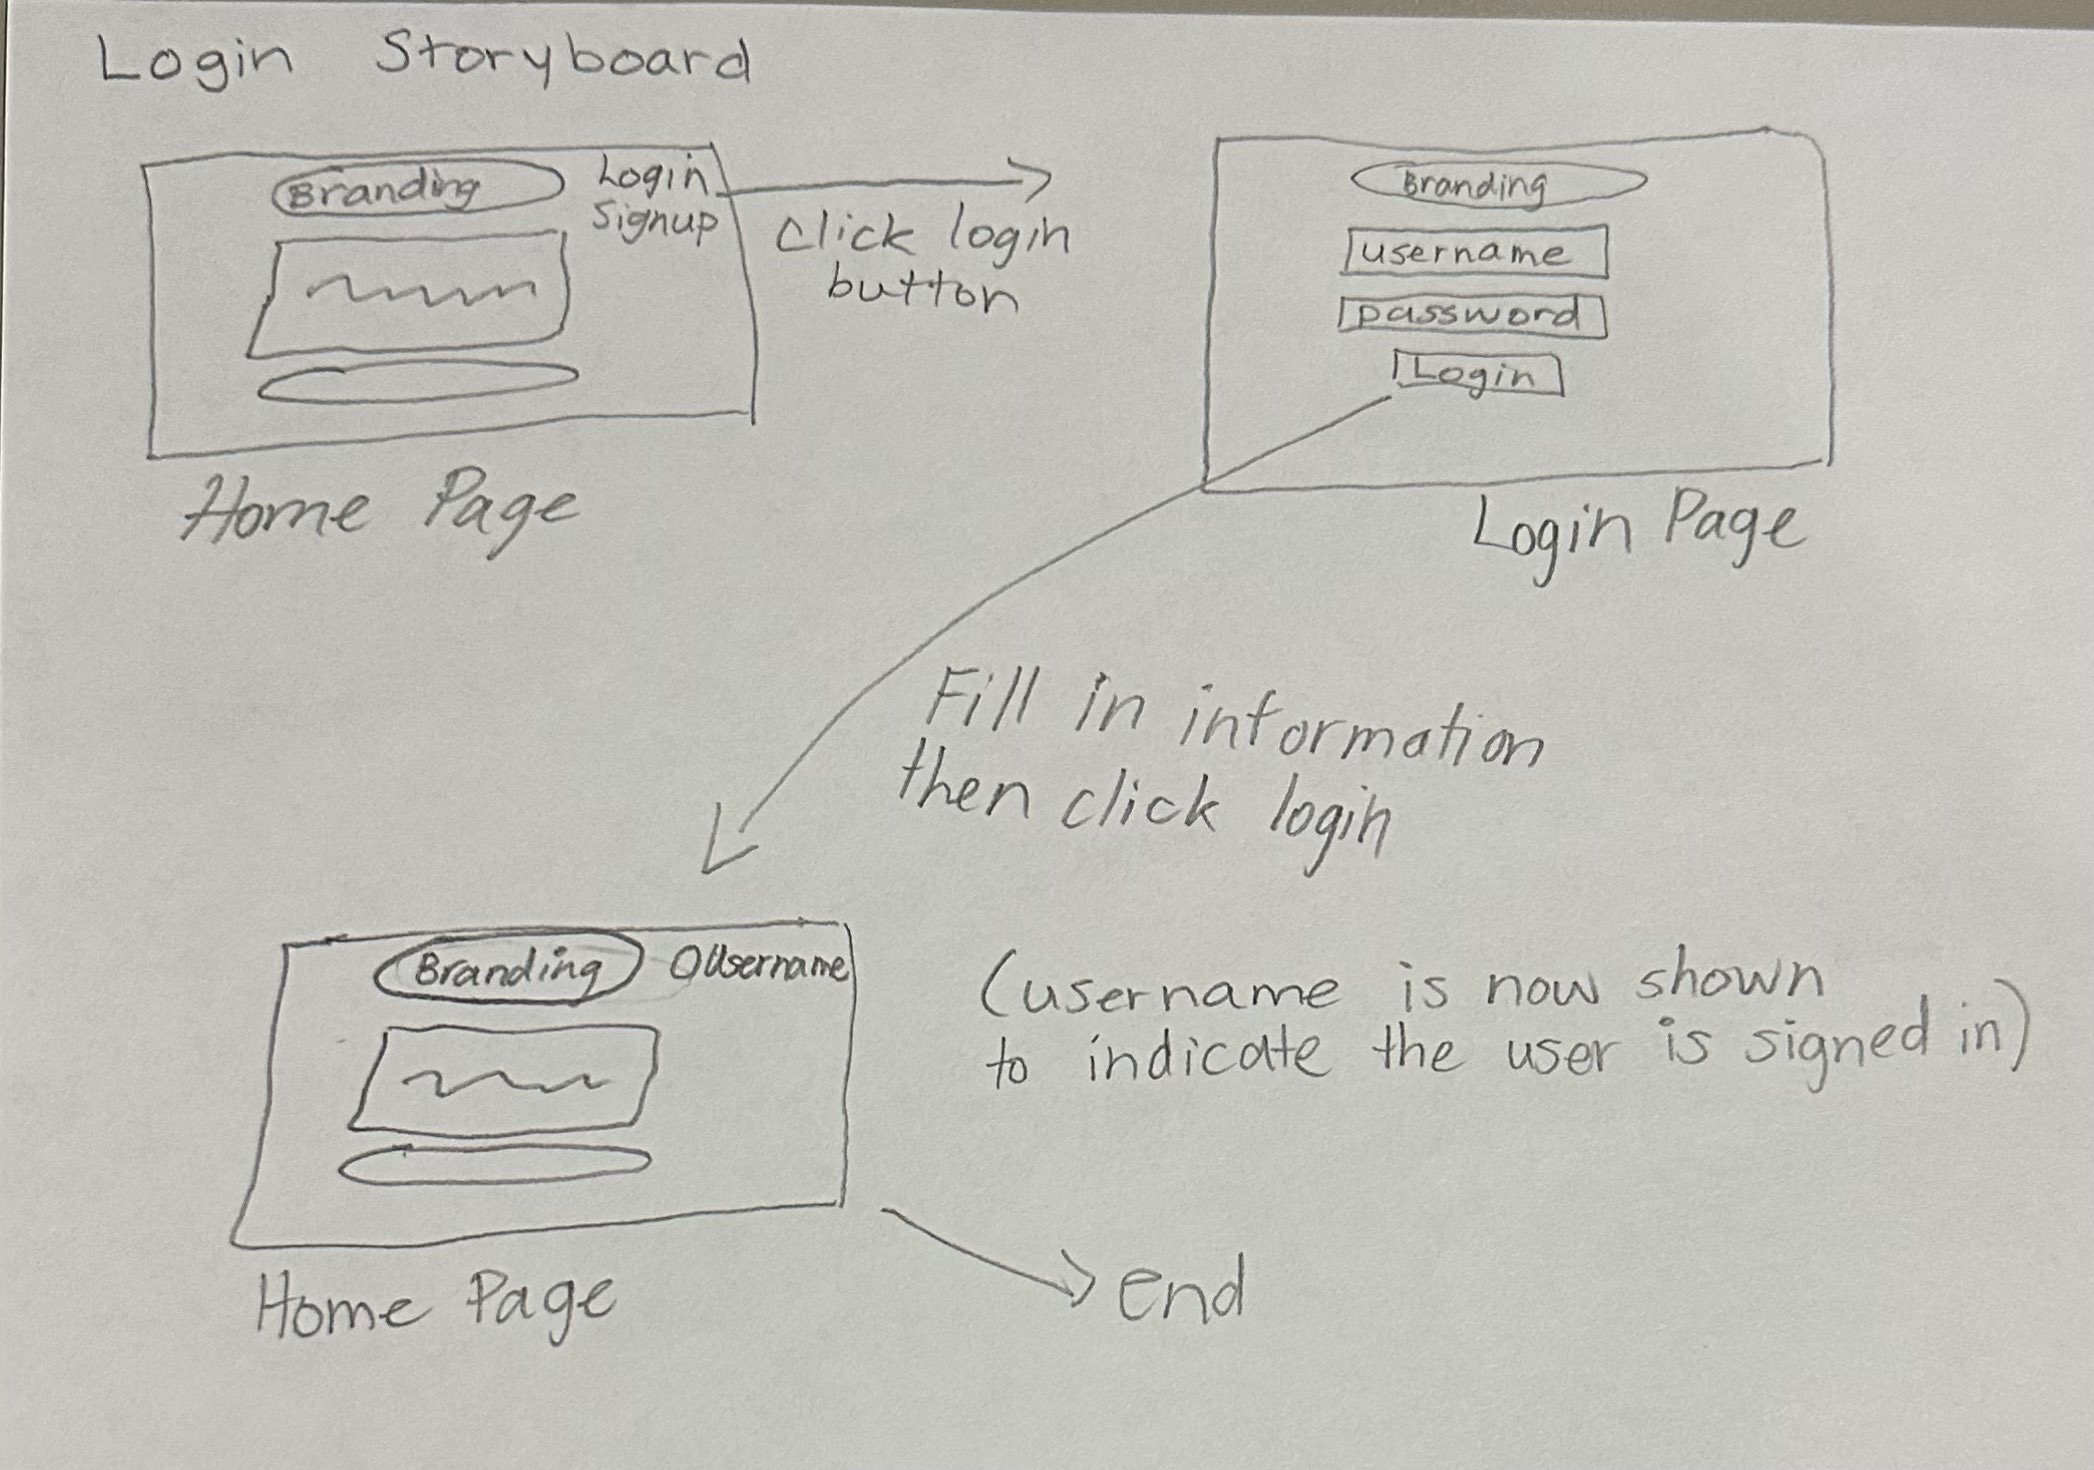 Login Storyboard
Branding
Login
Signup
click login
button
Home Page
Branding
username
password
Login
Login Page
Fill in information
then click login
Branding
Username
(username is now shown
to indicate the user is signed in)
Home Page
end